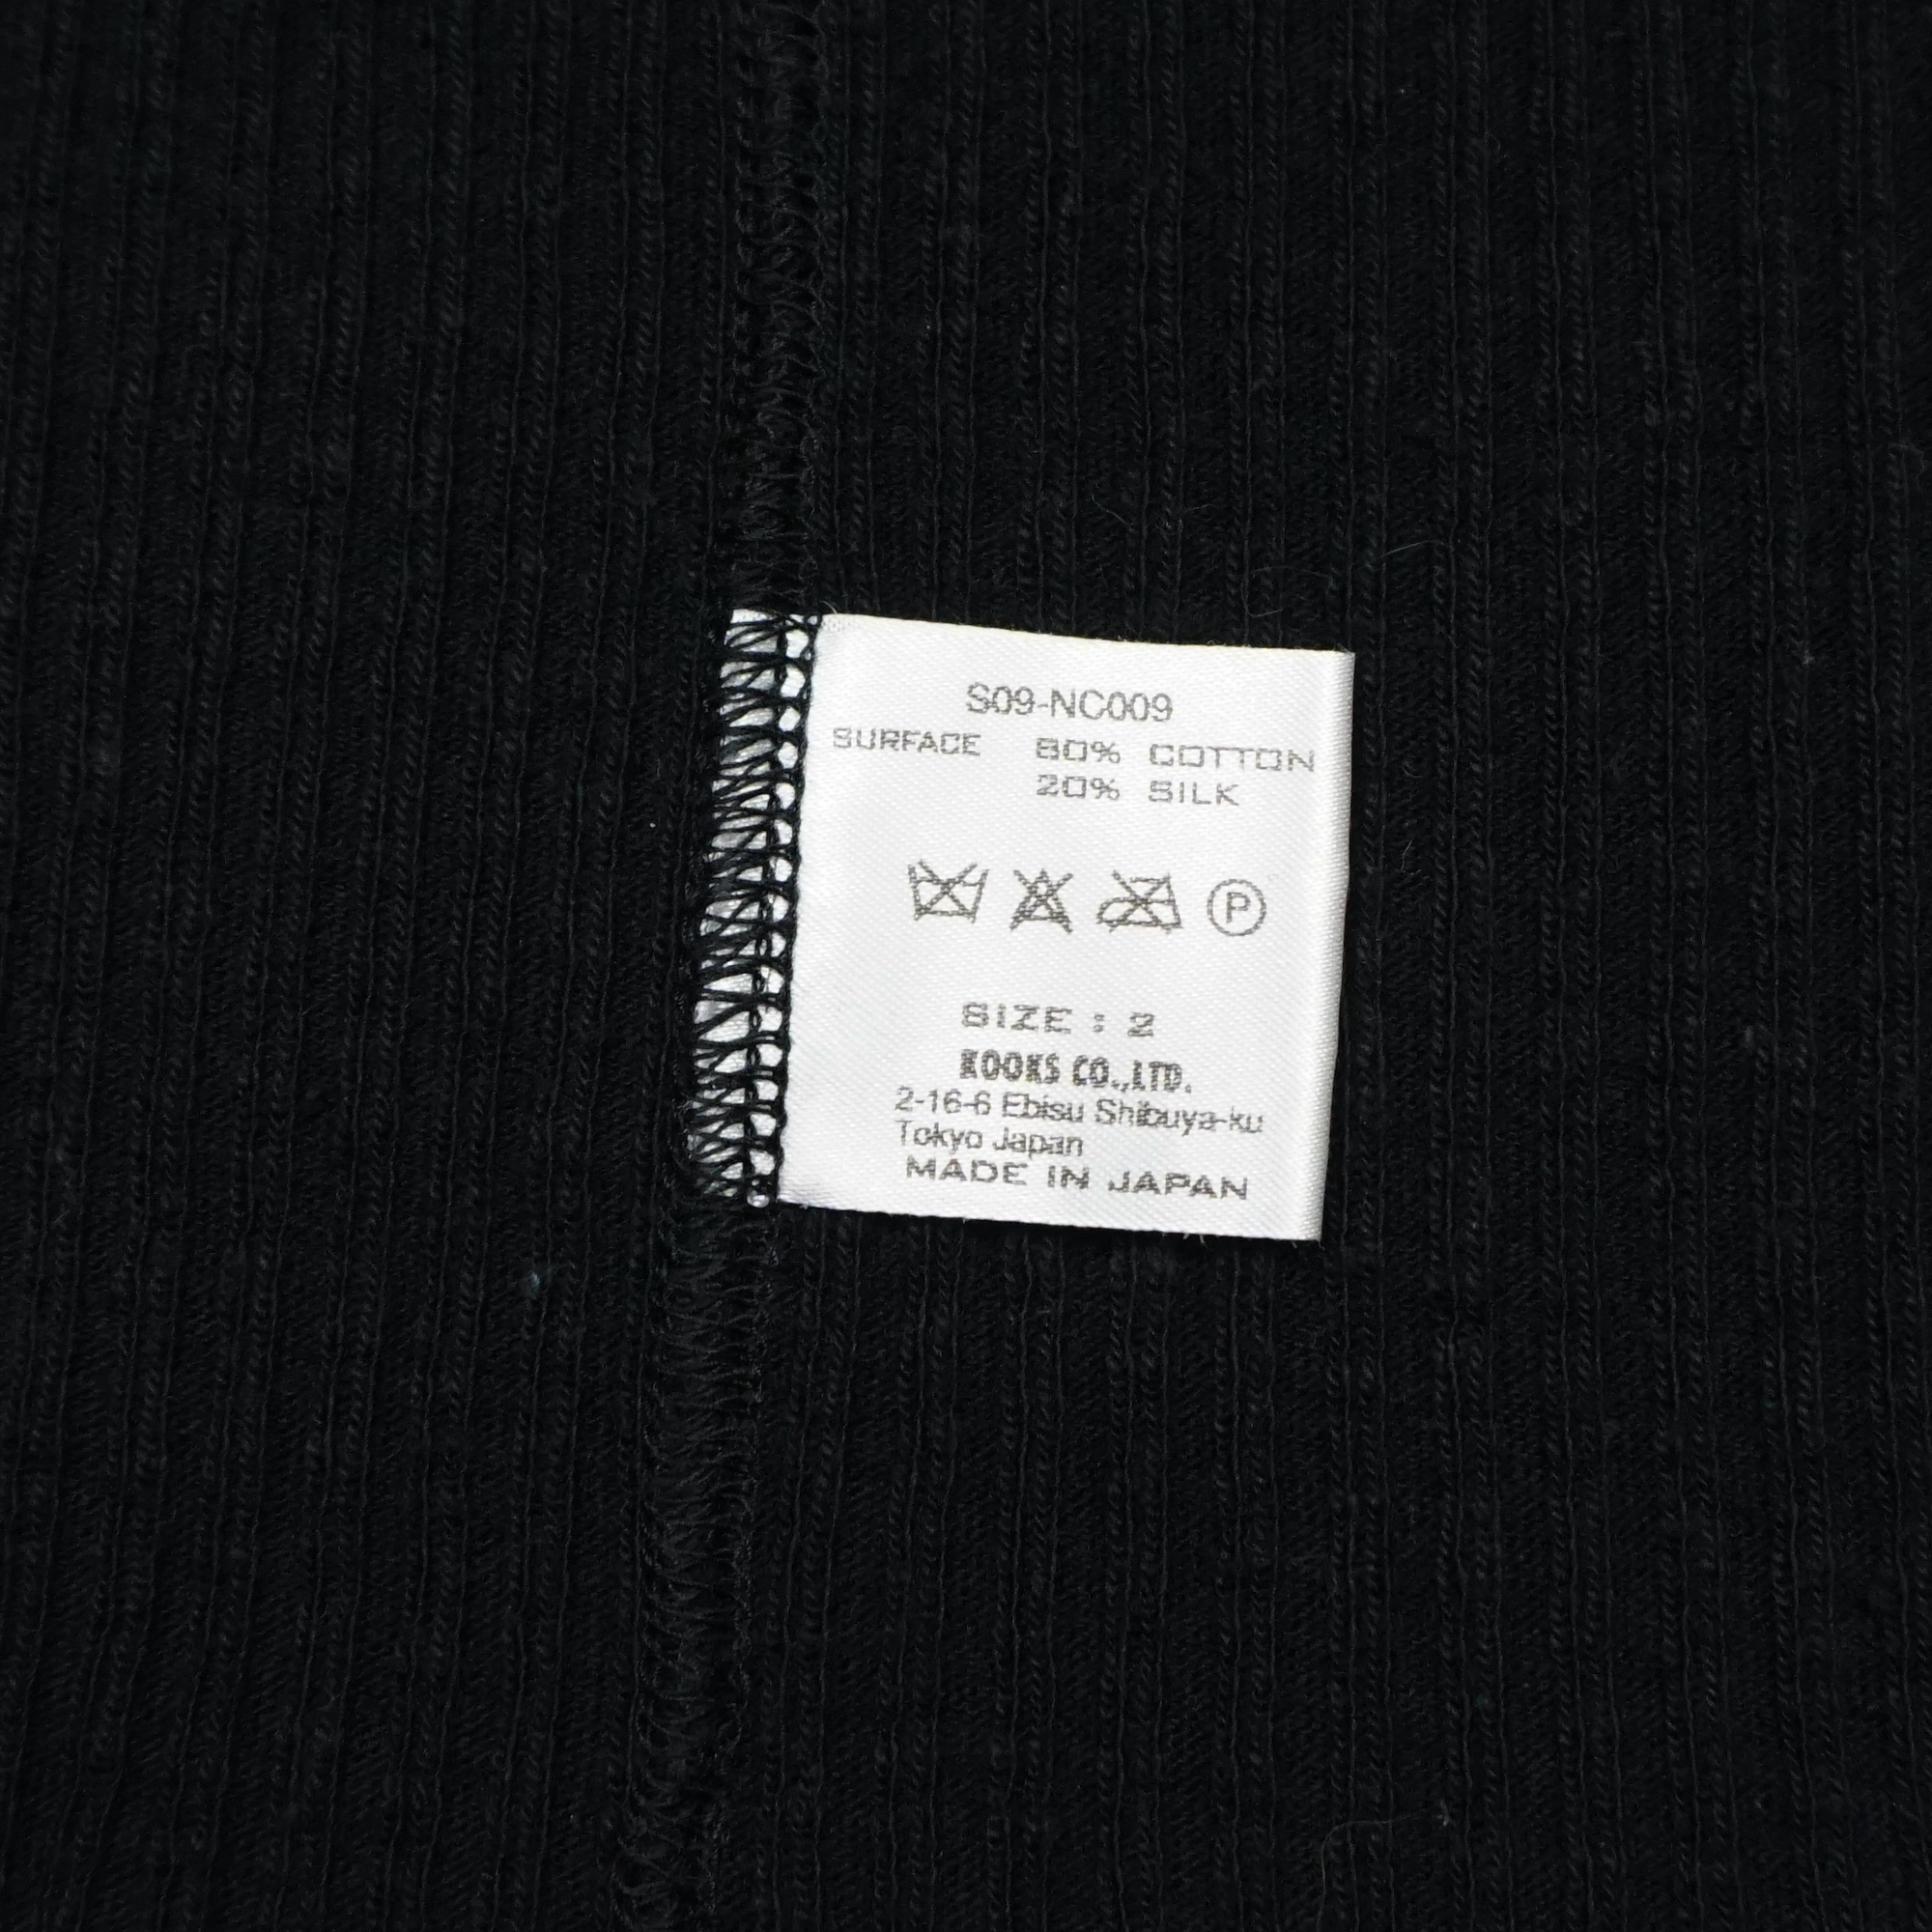 S09-NC009
SURFACE 80% COTTON
20% SILK
P
SIZE : 2
KOOKS CO.,LTD.
2-16-6 Ebisu Shibuya-ku
Tokyo Japan
MADE IN JAPAN